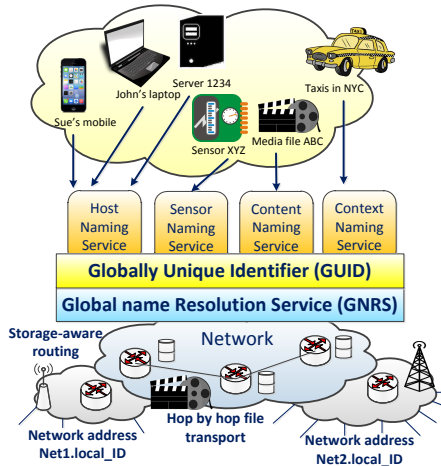 TAXI
Server 1234
John's laptop
Taxis in NYC
Sue's mobile
Sensor XYZ
Media file ABC
Host
Naming
Service
Sensor
Naming
Service
Content
Naming
Service
Context
Naming
Service
Globally Unique Identifier (GUID)
Global name Resolution Service (GNRS)
Storage-aware
routing
Network
Hop by hop file
transport
Network address
Net1.local_ID
Network address
Net2.local_ID